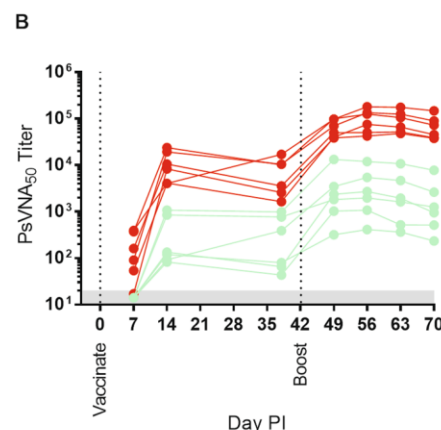 B
PsVNA50 Titer
10^6
10^5
10^4
10^3
10^2
10^1
0 7 14 21 28 35 42 49 56 63 70
Vaccinate
Boost
Day PI